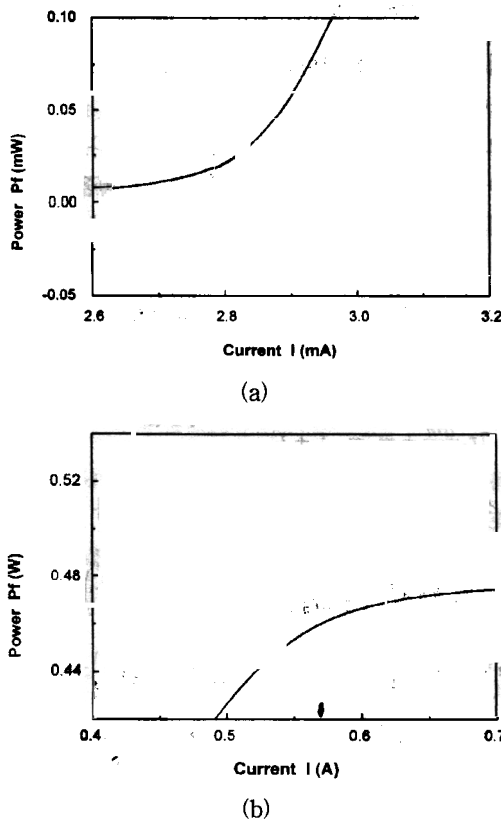 0.10
0.05
0.00
-0.05
Power Pf (mW)
2.6 2.8 3.0 3.2
Current I (mA)
(a)
0.52
0.48
0.44
Power Pf (W)
0.4 0.5 0.6 0.7
Current I (A)
(b)